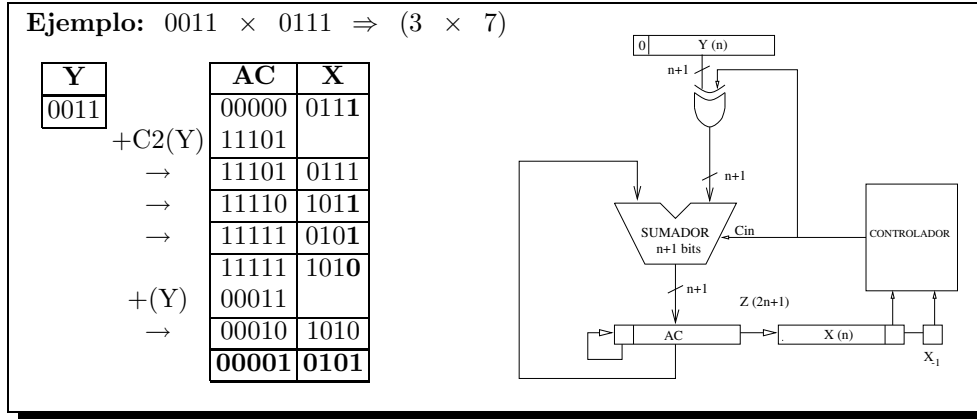 Ejemplo: 0011 × 0111 ⇒ (3 × 7)
Y
0011
AC X
00000 0111
+C2(Y) 11101
→ 11101 0111
→ 11110 1011
→ 11111 0101
11111 1010
+(Y) 00011
→ 00010 1010
00001 0101
0 Y (n)
n+1
n+1
SUMADOR
n+1 bits
Cin
CONTROLADOR
n+1
Z (2n+1)
AC
X (n)
X-1